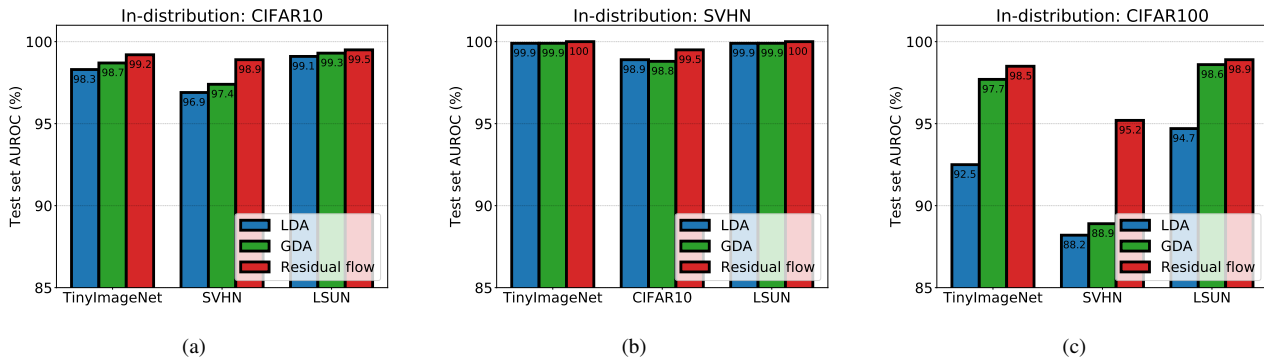 In-distribution: CIFAR10
Test set AUROC (%)
100
95
90
85
98.3
98.7
99.2
96.9
97.4
98.9
99.1
99.3
99.5
LDA
GDA
Residual flow
TinyImageNet
SVHN
LSUN
(a)
In-distribution: SVHN
Test set AUROC (%)
100
95
90
85
99.9
99.9
100
98.9
98.8
99.5
99.9
99.9
100
LDA
GDA
Residual flow
TinyImageNet
CIFAR10
LSUN
(b)
In-distribution: CIFAR100
Test set AUROC (%)
100
95
90
85
92.5
97.7
98.5
88.2
88.9
95.2
94.7
98.6
98.9
LDA
GDA
Residual flow
TinyImageNet
SVHN
LSUN
(c)